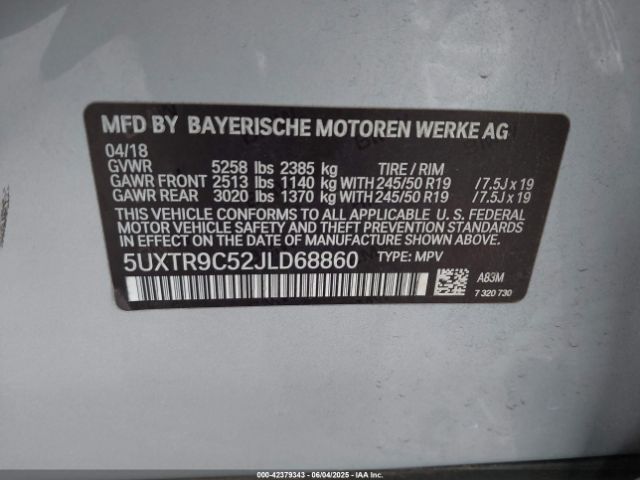 MFD BY BAYERISCHE MOTOREN WERKE AG
04/18
GVWR 5258 lbs 2385 kg TIRE / RIM
GAWR FRONT 2513 lbs 1140 kg WITH 245/50 R19 /7.5J x 19
GAWR REAR 3020 lbs 1370 kg WITH 245/50 R19 /7.5J x 19
THIS VEHICLE CONFORMS TO ALL APPLICABLE U. S. FEDERAL
MOTOR VEHICLE SAFETY AND THEFT PREVENTION STANDARDS IN
EFFECT ON THE DATE OF MANUFACTURE SHOWN ABOVE.
5UXTR9C52JLD68860 TYPE: MPV
A83M
7 320 730
000-42379343 - 06/04/2025 - IAAI.COM